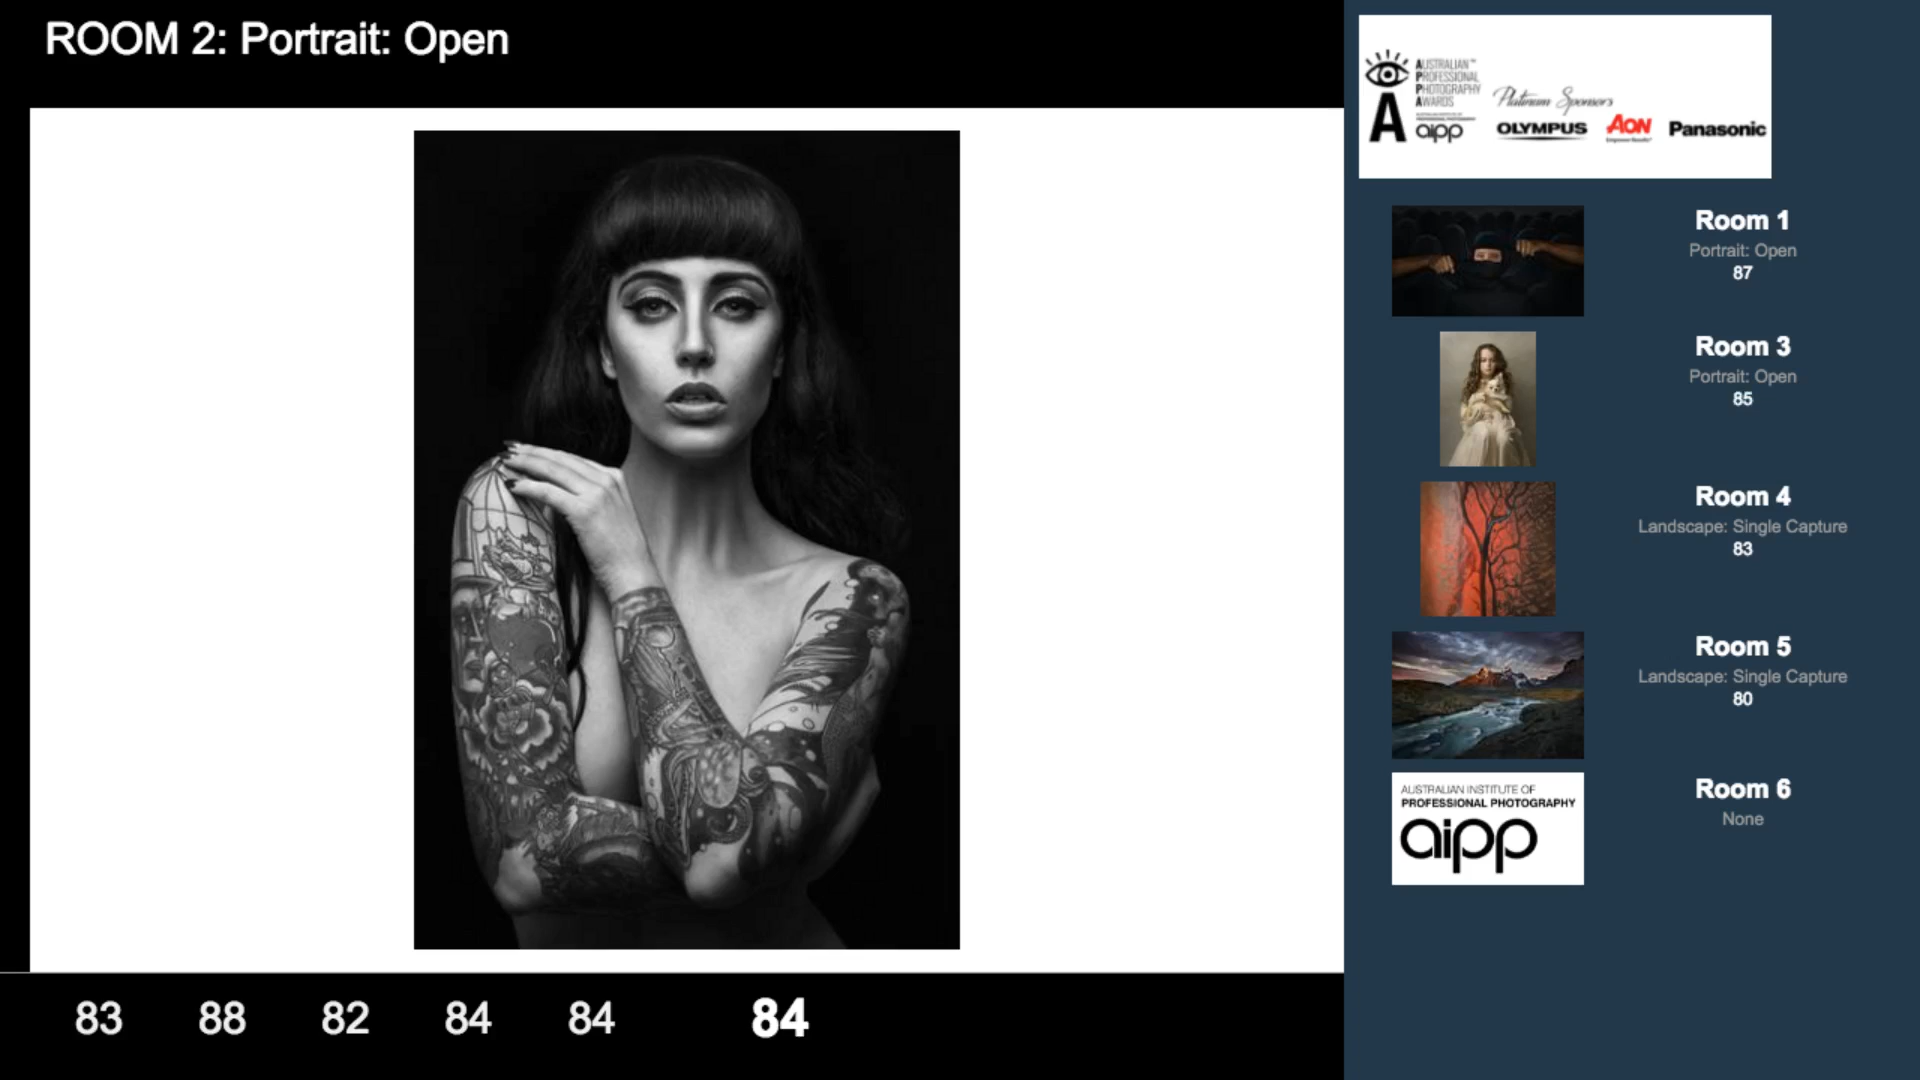 ROOM 2: Portrait: Open
AUSTRALIAN™
PROFESSIONAL
PHOTOGRAPHY
AWARDS
A
aipp
Platinum Sponsors
OLYMPUS
AON
Panasonic
Room 1
Portrait: Open
87
Room 3
Portrait: Open
85
Room 4
Landscape: Single Capture
83
Room 5
Landscape: Single Capture
80
AUSTRALIAN INSTITUTE OF
PROFESSIONAL PHOTOGRAPHY
aipp
Room 6
None
83 88 82 84 84 84